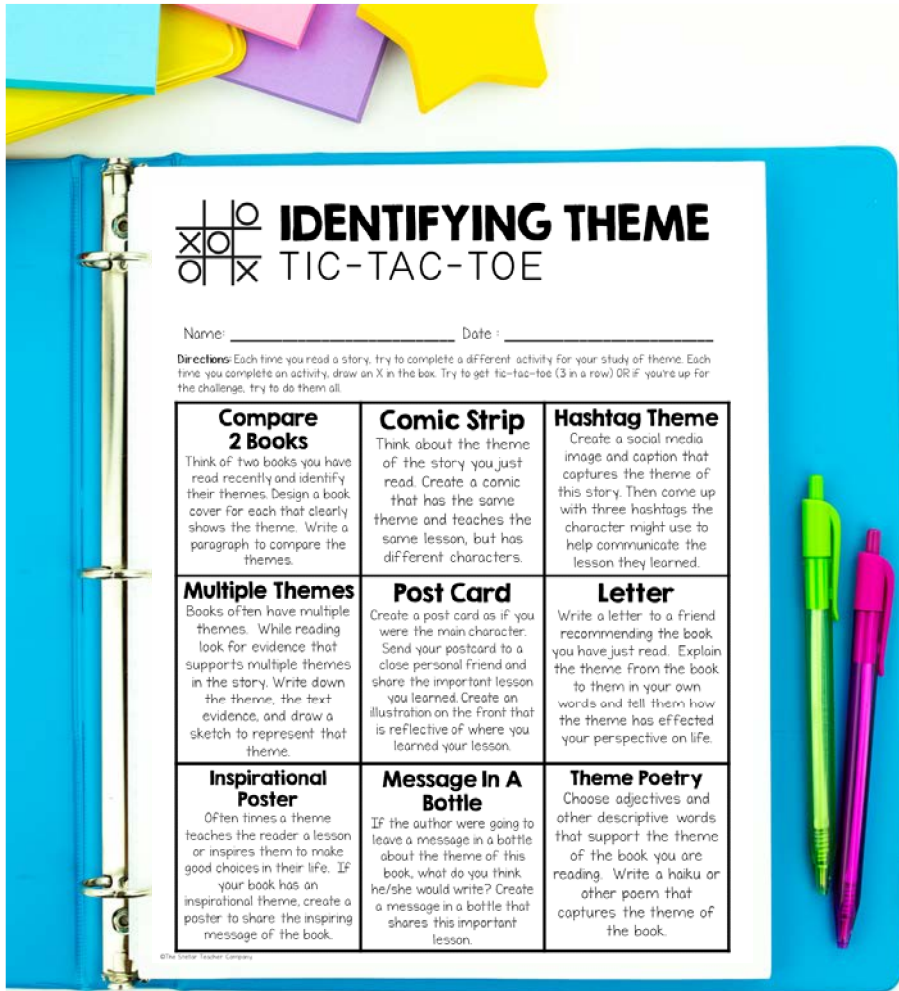 IDENTIFYING THEME
TIC-TAC-TOE
Name:
Date :
Directions: Each time you read a story, try to complete a different activity for your study of theme. Each
time you complete an activity, draw an X in the box. Try to get tic-tac-toe (3 in a row) OR if you're up for
the challenge, try to do them all.
Compare
2 Books
Think of two books you have
read recently and identify
their themes. Design a book
cover for each that clearly
shows the theme. Write a
paragraph to compare the
themes.
Comic Strip
Think about the theme
of the story you just
read. Create a comic
that has the same
theme and teaches the
same lesson, but has
different characters.
Hashtag Theme
Create a social media
image and caption that
captures the theme of
this story. Then come up
with three hashtags the
character might use to
help communicate the
lesson they learned.
Multiple Themes
Books often have multiple
themes. While reading
look for evidence that
supports multiple themes
in the story. Write down
the theme, the text
evidence, and draw a
sketch to represent that
theme.
Post Card
Create a post card as if you
were the main character.
Send your postcard to a
close personal friend and
share the important lesson
you learned. Create an
illustration on the front that
is reflective of where you
learned your lesson.
Letter
Write a letter to a friend
recommending the book
you have just read. Explain
the theme from the book
to them in your own
words and tell them how
the theme has effected
your perspective on life.
Inspirational
Poster
Often times a theme
teaches the reader a lesson
or inspires them to make
good choices in their life. If
your book has an
inspirational theme, create a
poster to share the inspiring
message of the book.
Message In A
Bottle
If the author were going to
leave a message in a bottle
about the theme of this
book, what do you think
he/she would write? Create
a message in a bottle that
shares this important
lesson.
Theme Poetry
Choose adjectives and
other descriptive words
that support the theme
of the book you are
reading. Write a haiku or
other poem that
captures the theme of
the book.
©The Stellar Teacher Company